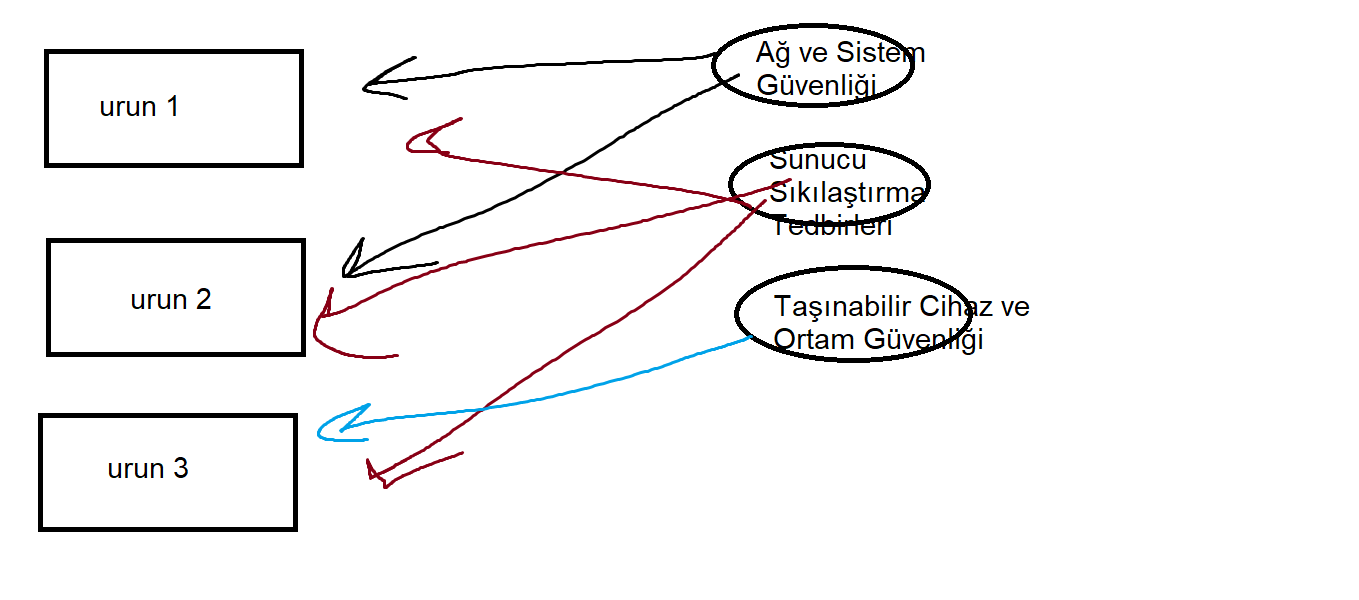 urun 1
urun 2
urun 3
Ağ ve Sistem
Güvenliği
Sunucu
Sıkılaştırma
Tedbirleri
Taşınabilir Cihaz ve
Ortam Güvenliği